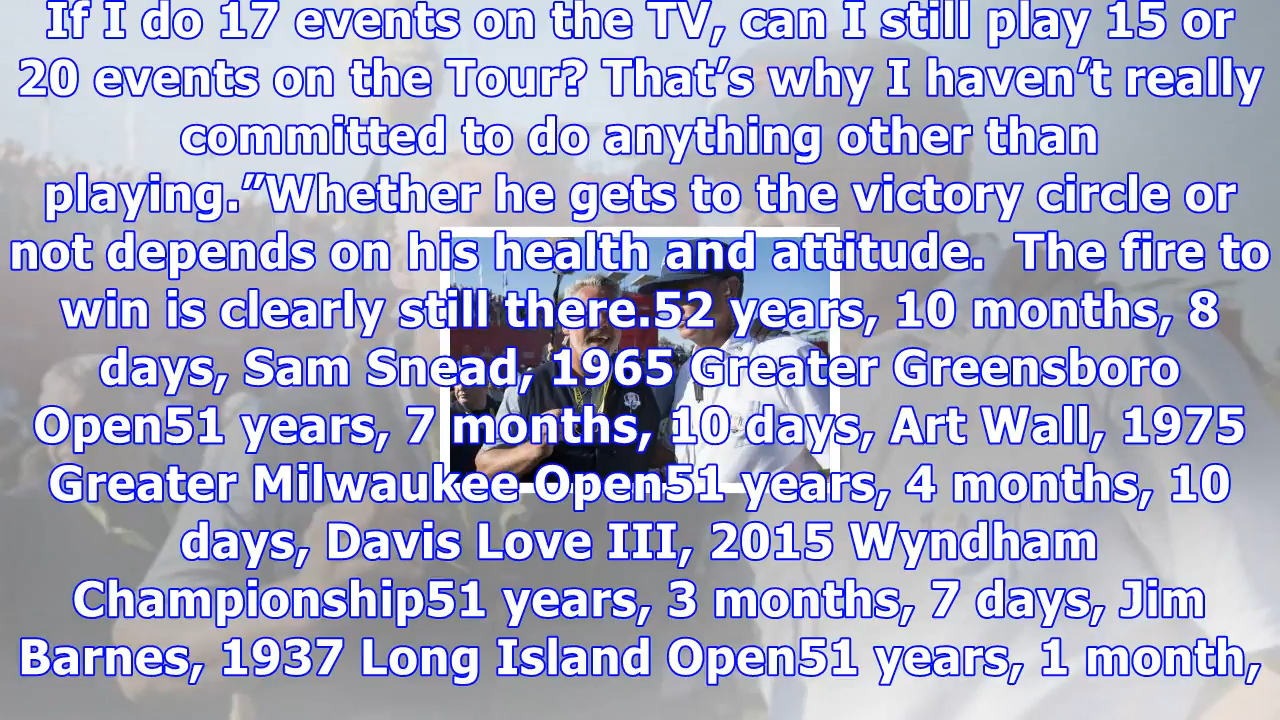 If I do 17 events on the TV, can I still play 15 or
20 events on the Tour? That’s why I haven’t really
committed to do anything other than
playing.”Whether he gets to the victory circle or
not depends on his health and attitude.  The fire to
win is clearly still there.52 years, 10 months, 8
days, Sam Snead, 1965 Greater Greensboro
Open51 years, 7 months, 10 days, Art Wall, 1975
Greater Milwaukee Open51 years, 4 months, 10
days, Davis Love III, 2015 Wyndham
Championship51 years, 3 months, 7 days, Jim
Barnes, 1937 Long Island Open51 years, 1 month,